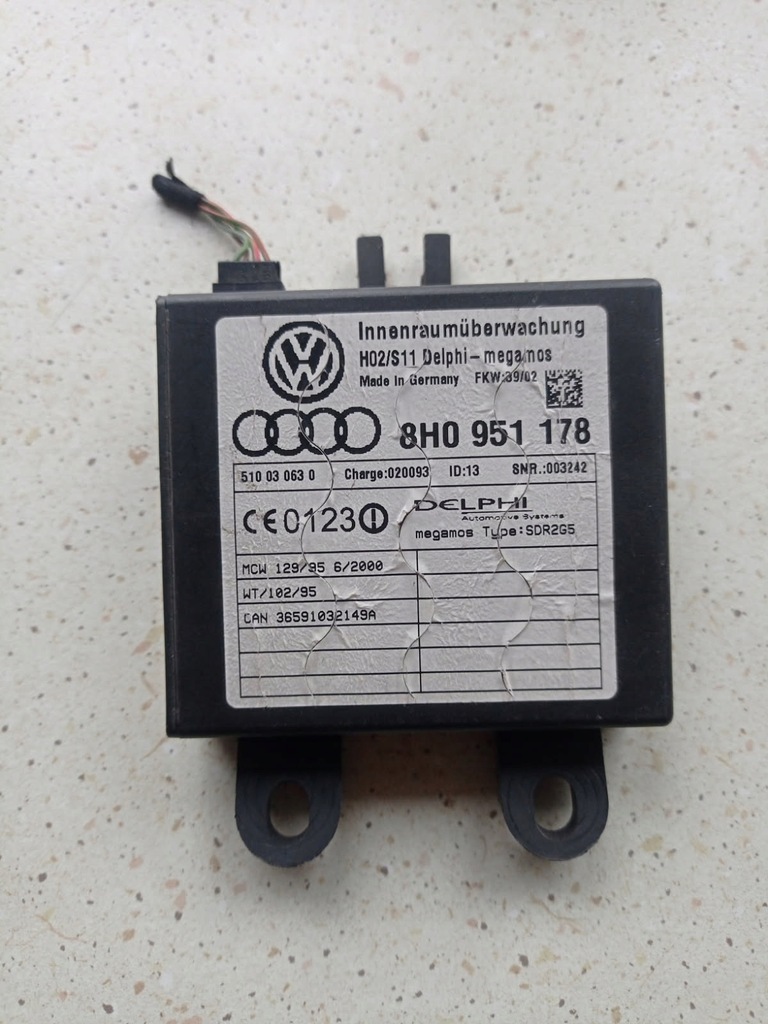 Innenraumüberwachung
H02/S11 Delphi-megamos
Made in Germany FKW:39/02
8H0 951 178
510 03 063 0 Charge:020093 ID:13 SNR.:003242
CE0123
DELPHI
Automotive Systems
megamos Type:SDR2G5
MCW 129/95 6/2000
WT/102/95
CAN 36591032149A